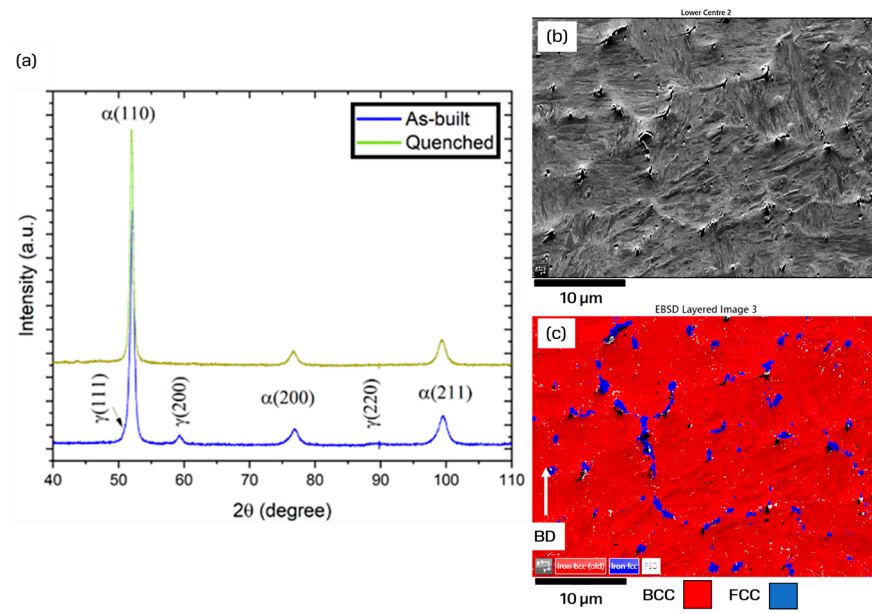 (a)
As-built
Quenched
α(110)
γ(111)
γ(200)
α(200)
γ(220)
α(211)
Intensity (a.u.)
40 50 60 70 80 90 100 110
2θ (degree)
Lower Centre 2
(b)
10 µm
EBSD Layered Image 3
(c)
BD
Iron bcc (old) Iron fcc FSD
10 µm
BCC FCC